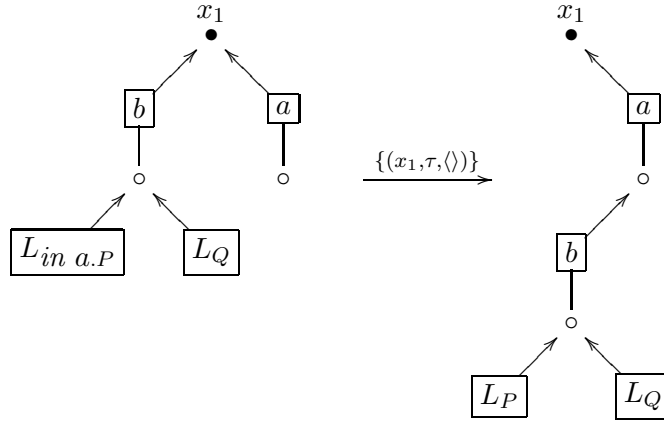 x₁ x₁
b a a
{(x₁,τ,⟨⟩)}
L_{in a.P} L_Q b
L_P L_Q